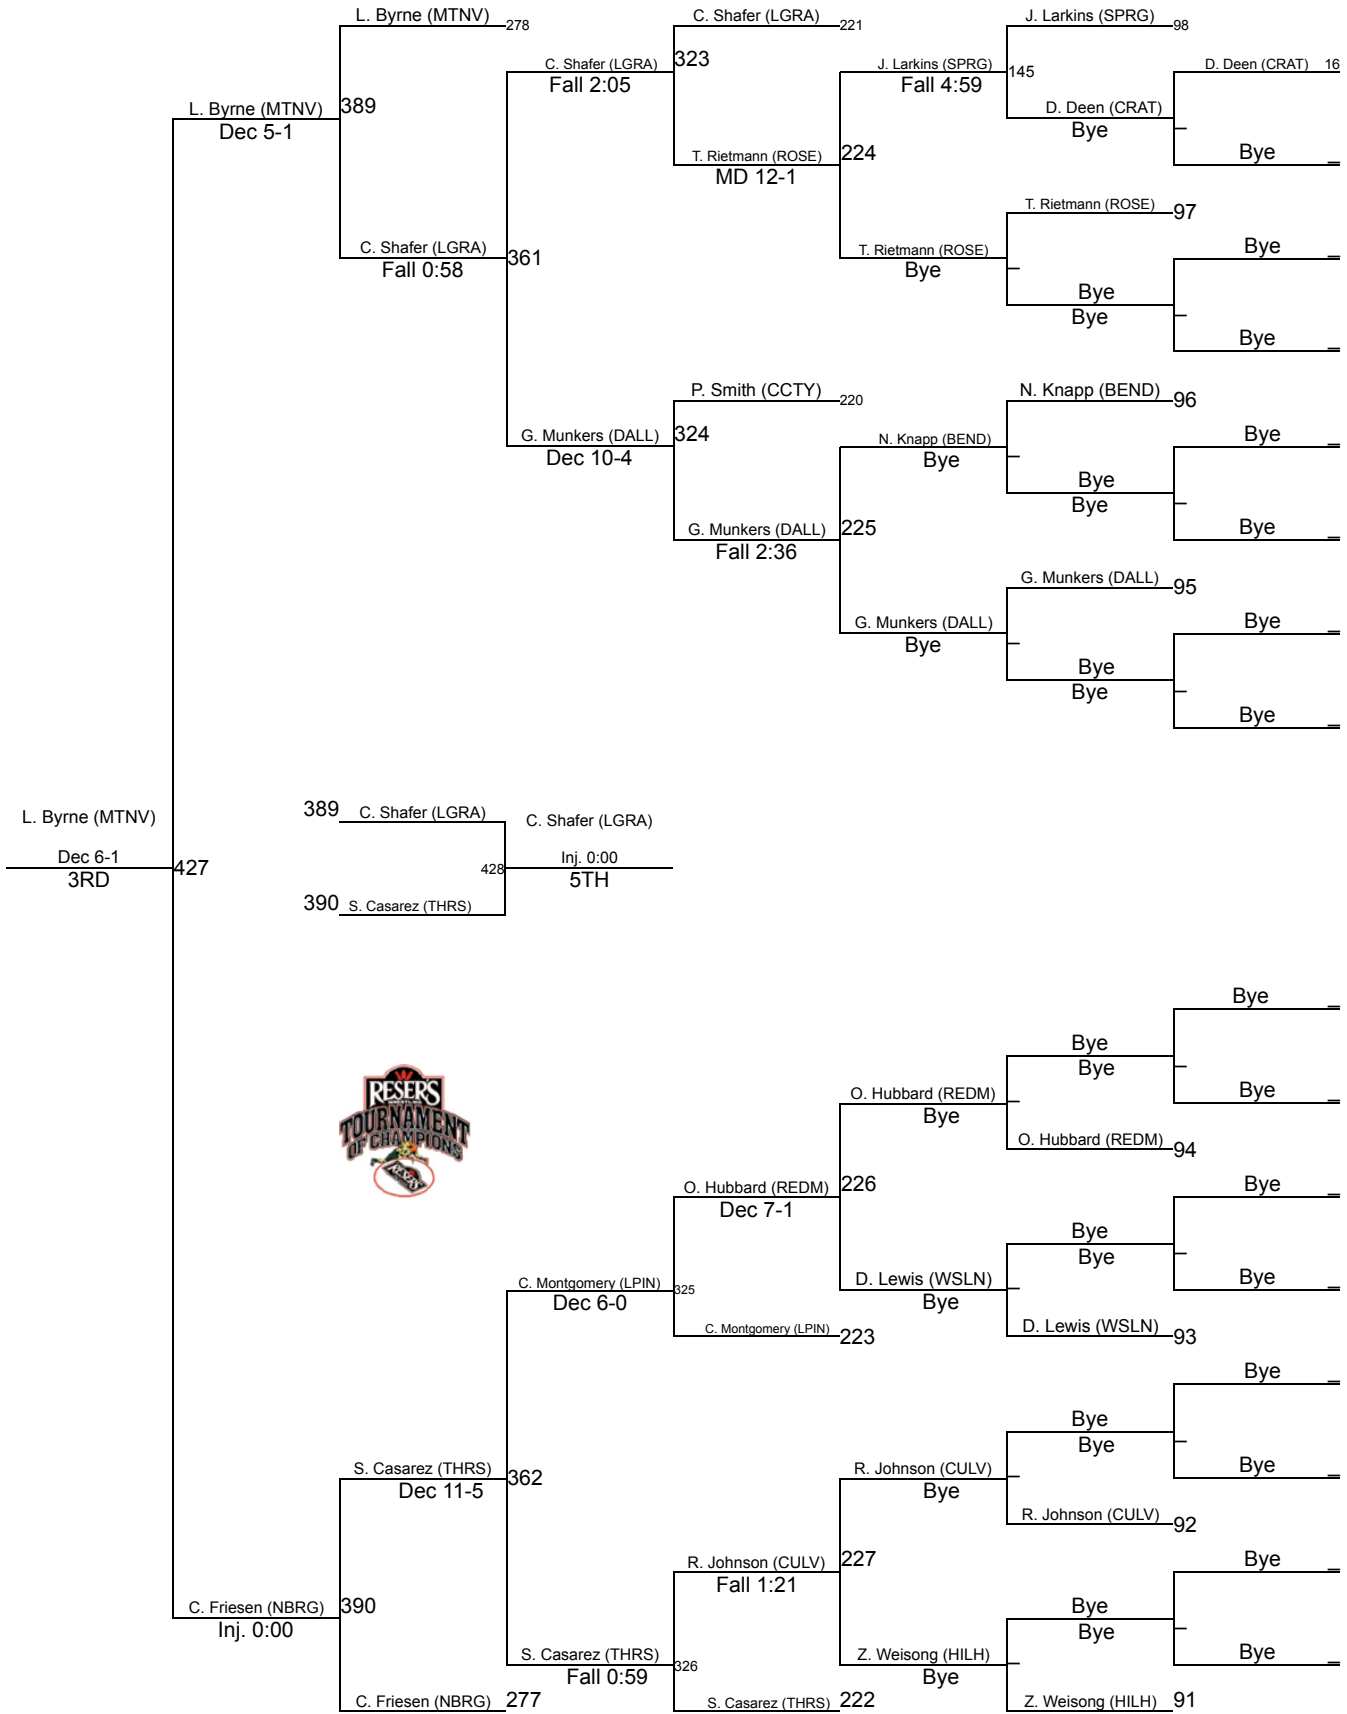 L. Byrne (MTNV)
278
C. Shafer (LGRA)
221
J. Larkins (SPRG)
98
C. Shafer (LGRA)
Fall 2:05
323
J. Larkins (SPRG)
Fall 4:59
145
D. Deen (CRAT) 16
L. Byrne (MTNV)
Dec 5-1
389
D. Deen (CRAT)
Bye
Bye
T. Rietmann (ROSE)
MD 12-1
224
T. Rietmann (ROSE)
97
C. Shafer (LGRA)
Fall 0:58
361
T. Rietmann (ROSE)
Bye
Bye
Bye
Bye
Bye
P. Smith (CCTY)
220
N. Knapp (BEND)
96
G. Munkers (DALL)
Dec 10-4
324
N. Knapp (BEND)
Bye
Bye
Bye
Bye
Bye
G. Munkers (DALL)
Fall 2:36
225
G. Munkers (DALL)
95
G. Munkers (DALL)
Bye
Bye
Bye
Bye
Bye
L. Byrne (MTNV)
Dec 6-1
3RD
427
389 C. Shafer (LGRA)
C. Shafer (LGRA)
428
Inj. 0:00
5TH
390 S. Casarez (THRS)
RESER'S
WRESTLING
TOURNAMENT
OF CHAMPIONS
RESER'S
Bye
Bye
Bye
Bye
O. Hubbard (REDM)
Bye
O. Hubbard (REDM)
94
O. Hubbard (REDM)
Dec 7-1
226
Bye
Bye
Bye
Bye
C. Montgomery (LPIN)
Dec 6-0
325
D. Lewis (WSLN)
Bye
C. Montgomery (LPIN)
223
D. Lewis (WSLN)
93
Bye
Bye
Bye
Bye
S. Casarez (THRS)
Dec 11-5
362
R. Johnson (CULV)
Bye
R. Johnson (CULV)
92
R. Johnson (CULV)
Fall 1:21
227
Bye
C. Friesen (NBRG)
Inj. 0:00
390
Bye
Bye
Bye
S. Casarez (THRS)
Fall 0:59
326
Z. Weisong (HILH)
Bye
C. Friesen (NBRG)
277
S. Casarez (THRS)
222
Z. Weisong (HILH)
91